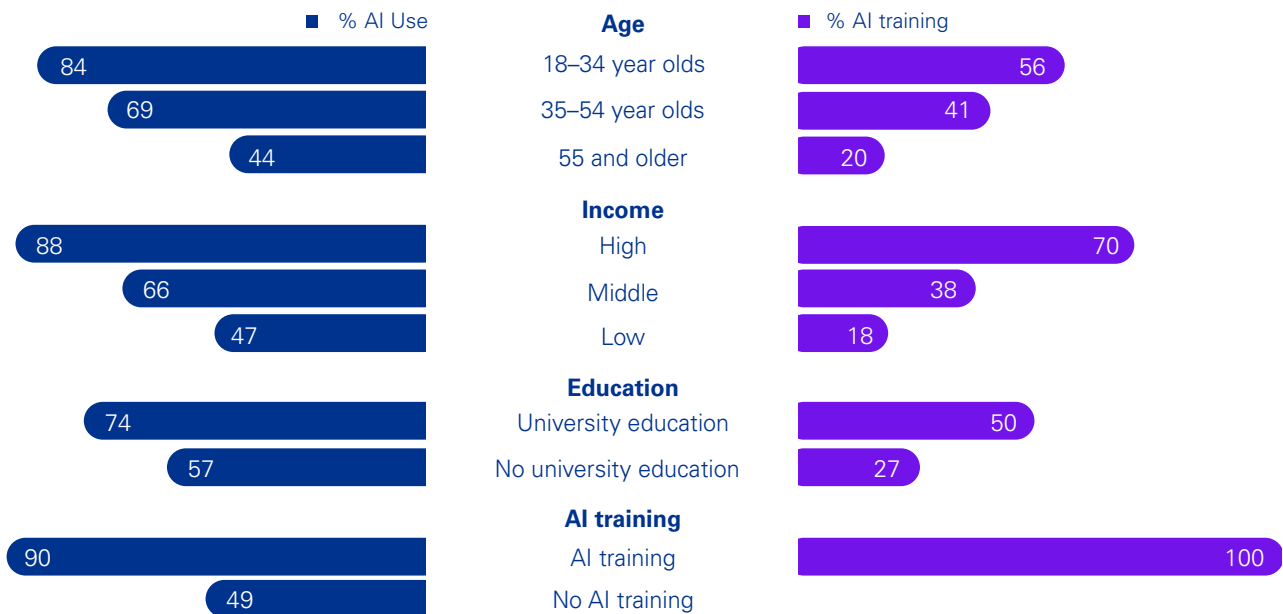 % AI Use Age % AI training
84 18–34 year olds 56
69 35–54 year olds 41
44 55 and older 20
Income
88 High 70
66 Middle 38
47 Low 18
Education
74 University education 50
57 No university education 27
AI training
90 AI training 100
49 No AI training